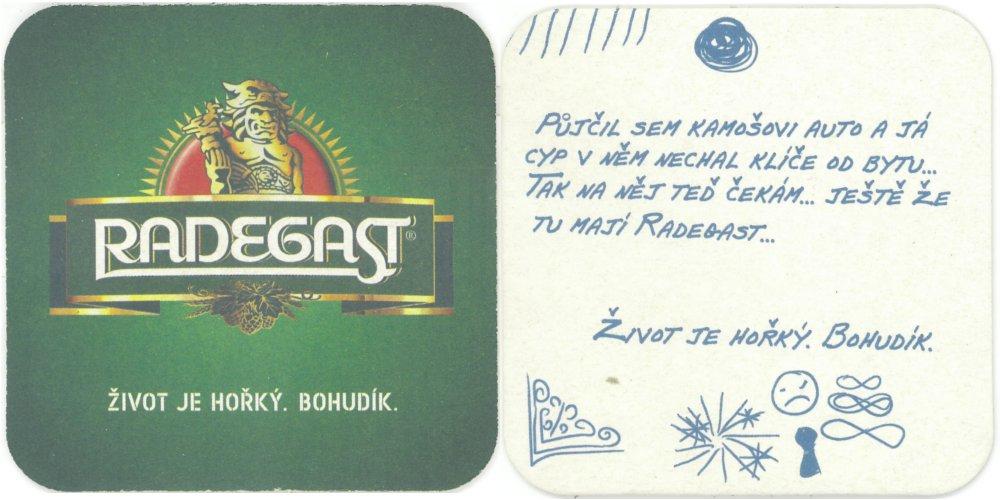 RADEGAST®
ŽIVOT JE HOŘKÝ. BOHUDÍK.
PŮJČIL SEM KAMOŠOVI AUTO A JÁ
CYP V NĚM NECHAL KLÍČE OD BYTU...
TAK NA NĚJ TEĎ ČEKÁM... JEŠTĚ ŽE
TU MAJÍ RADEGAST...
ŽIVOT JE HOŘKÝ. BOHUDÍK.